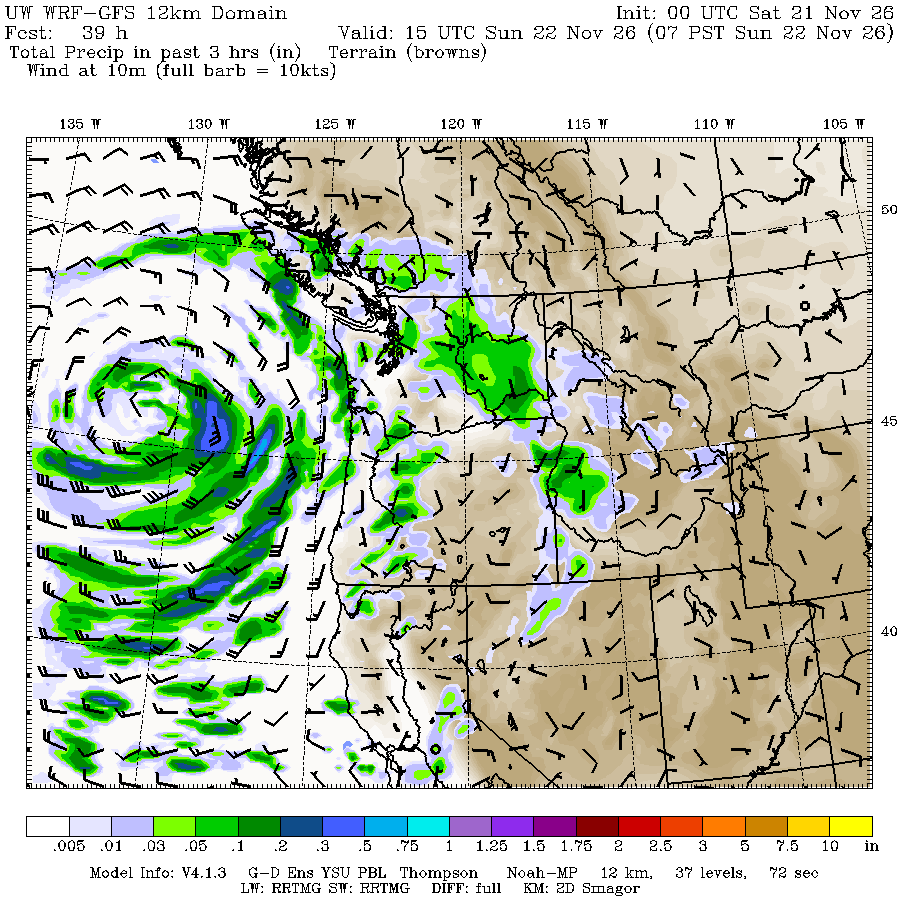 UW WRF-GFS 12km Domain Init: 00 UTC Sat 21 Nov 26
Fcst: 39 h Valid: 15 UTC Sun 22 Nov 26 (07 PST Sun 22 Nov 26)
Total Precip in past 3 hrs (in) Terrain (browns)
Wind at 10m (full barb = 10kts)
135 W 130 W 125 W 120 W 115 W 110 W 105 W
50
45
40
.005 .01 .03 .05 .1 .2 .3 .5 .75 1 1.25 1.5 1.75 2 2.5 3 5 7.5 10 in
Model Info: V4.1.3 G-D Ens YSU PBL Thompson Noah-MP 12 km, 37 levels, 72 sec
LW: RRTMG SW: RRTMG DIFF: full KM: 2D Smagor